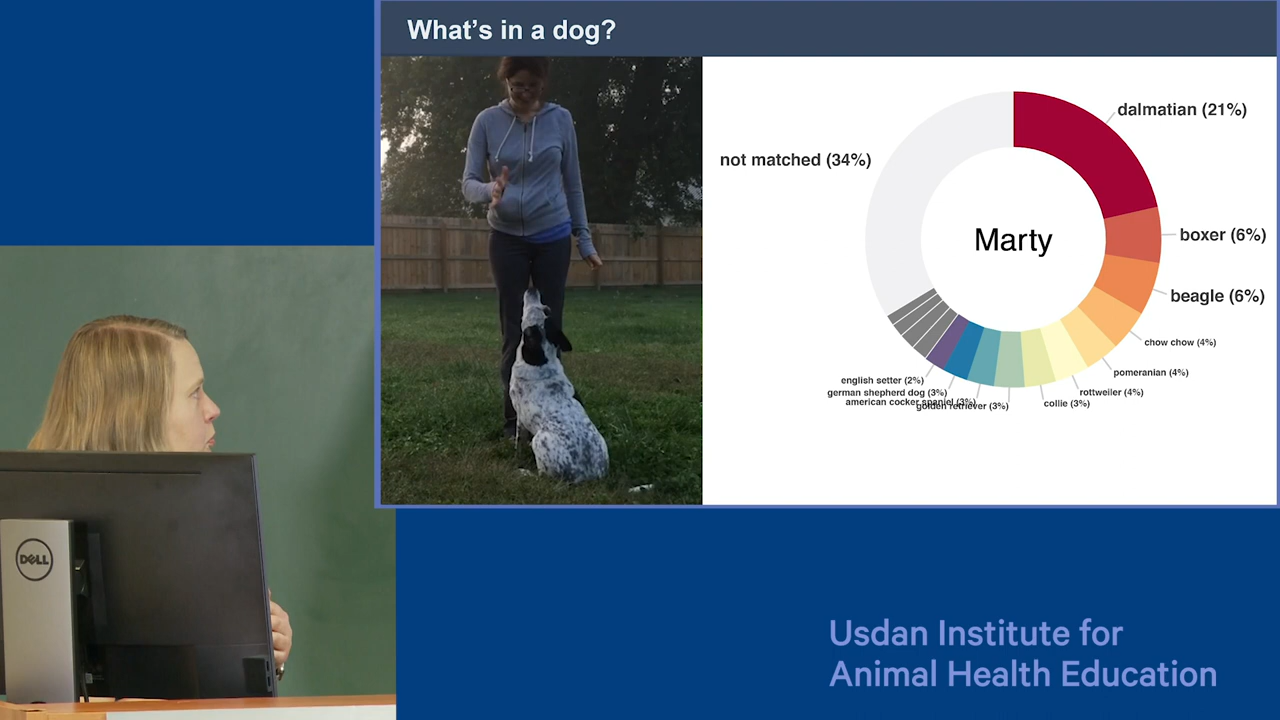 What's in a dog?
not matched (34%)
dalmatian (21%)
boxer (6%)
beagle (6%)
chow chow (4%)
pomeranian (4%)
rottweiler (4%)
collie (3%)
golden retriever (3%)
american cocker spaniel (3%)
german shepherd dog (3%)
english setter (2%)
Marty
DELL
Usdan Institute for
Animal Health Education